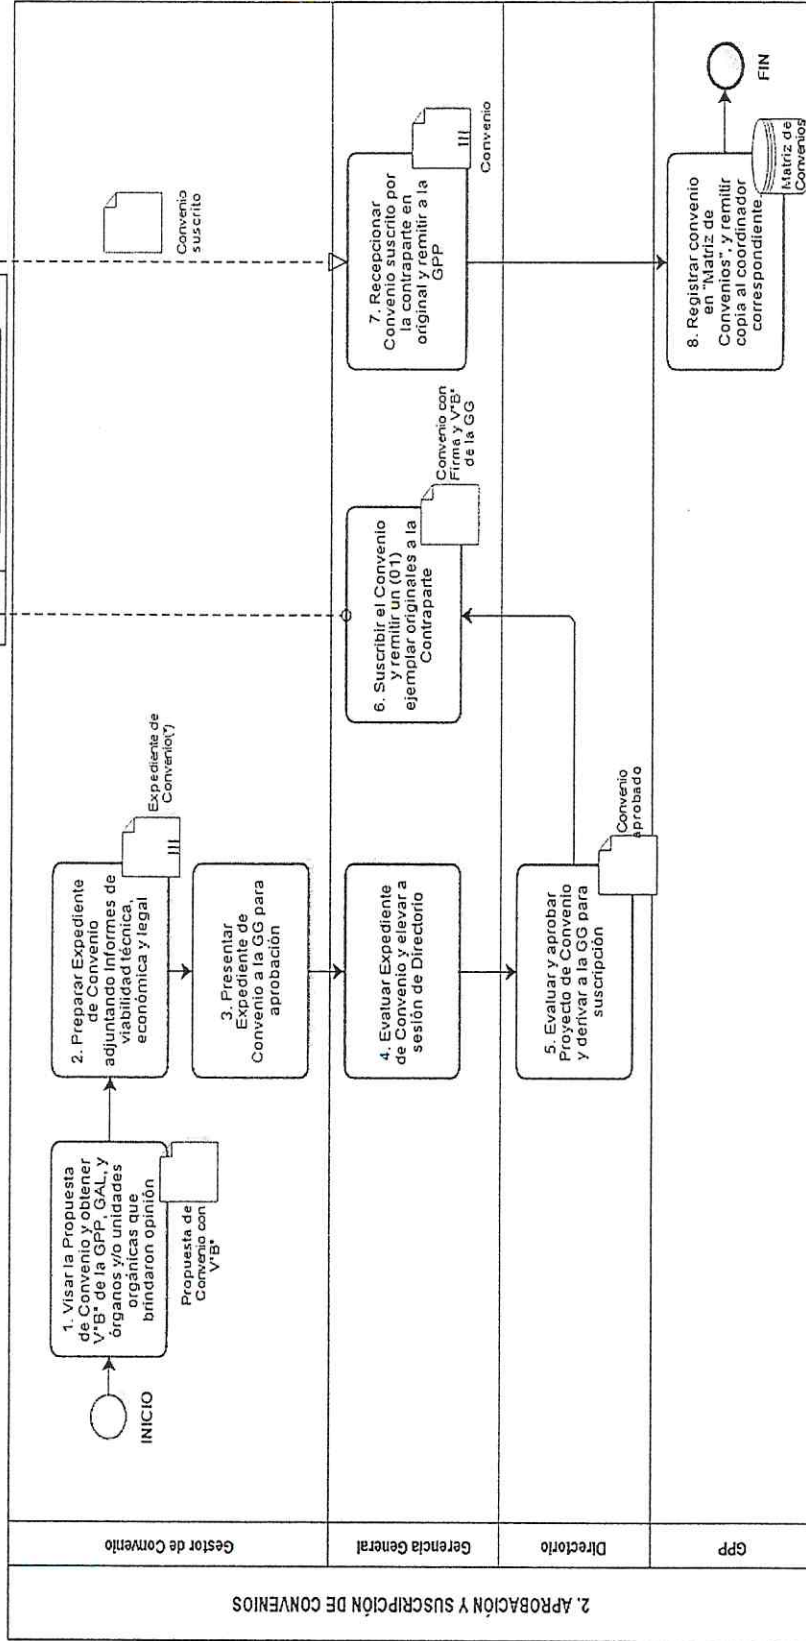 2. APROBACIÓN Y SUSCRIPCIÓN DE CONVENIOS
Gestor de Convenio
Gerencia General
Directorio
GPP
INICIO
1. Visar la Propuesta
de Convenio y obtener
V°B° de la GPP, GAL, y
órganos y/o unidades
orgánicas que
brindaron opinión
Propuesta de
Convenio con
V°B°
2. Preparar Expediente
de Convenio
adjuntando Informes de
viabilidad técnica,
económica y legal
Expediente de
Convenio(*)
3. Presentar
Expediente de
Convenio a la GG para
aprobación
4. Evaluar Expediente
de Convenio y elevar a
sesión de Directorio
5. Evaluar y aprobar
Proyecto de Convenio
y derivar a la GG para
suscripción
Convenio
aprobado
6. Suscribir el Convenio
y remitir un (01)
ejemplar originales a la
Contraparte
Convenio con
Firma y V°B°
de la GG
Convenio
suscrito
7. Recepcionar
Convenio suscrito por
la contraparte en
original y remitir a la
GPP
Convenio
8. Registrar convenio
en "Matriz de
Convenios", y remitir
copia al coordinador
correspondiente
Matriz de
Convenios
FIN